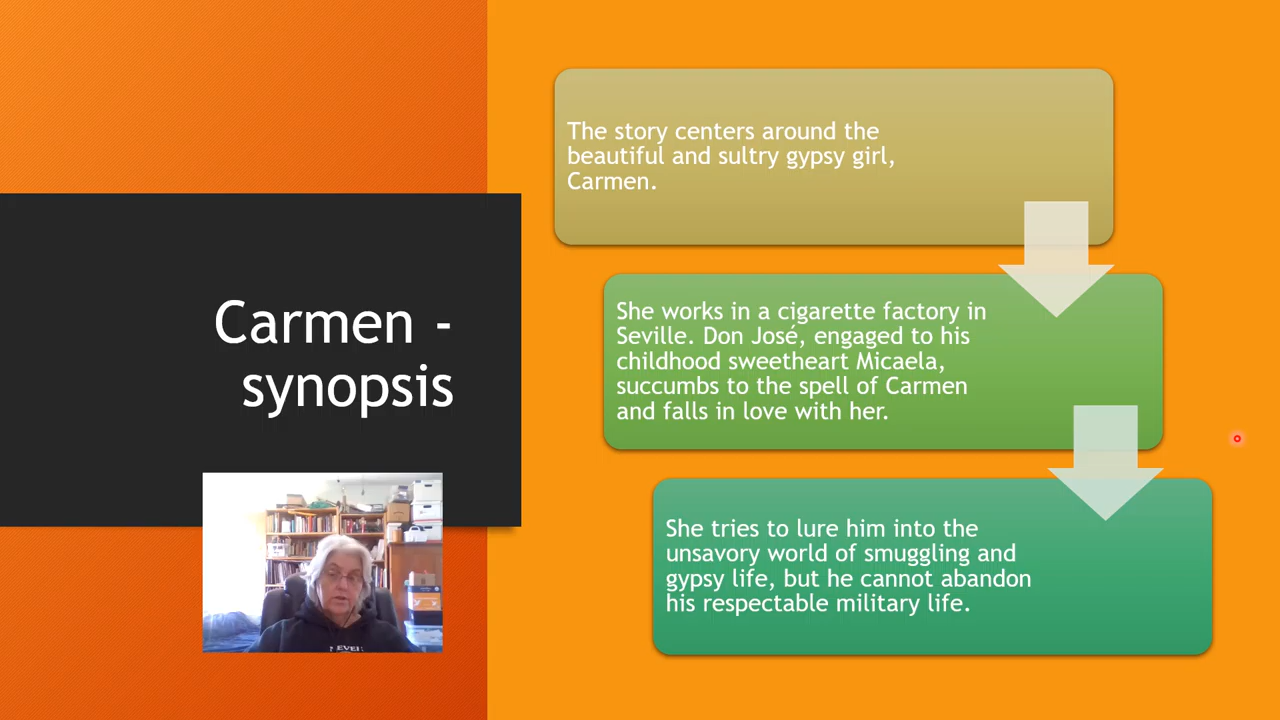 Carmen -
synopsis
The story centers around the
beautiful and sultry gypsy girl,
Carmen.
She works in a cigarette factory in
Seville. Don José, engaged to his
childhood sweetheart Micaela,
succumbs to the spell of Carmen
and falls in love with her.
She tries to lure him into the
unsavory world of smuggling and
gypsy life, but he cannot abandon
his respectable military life.